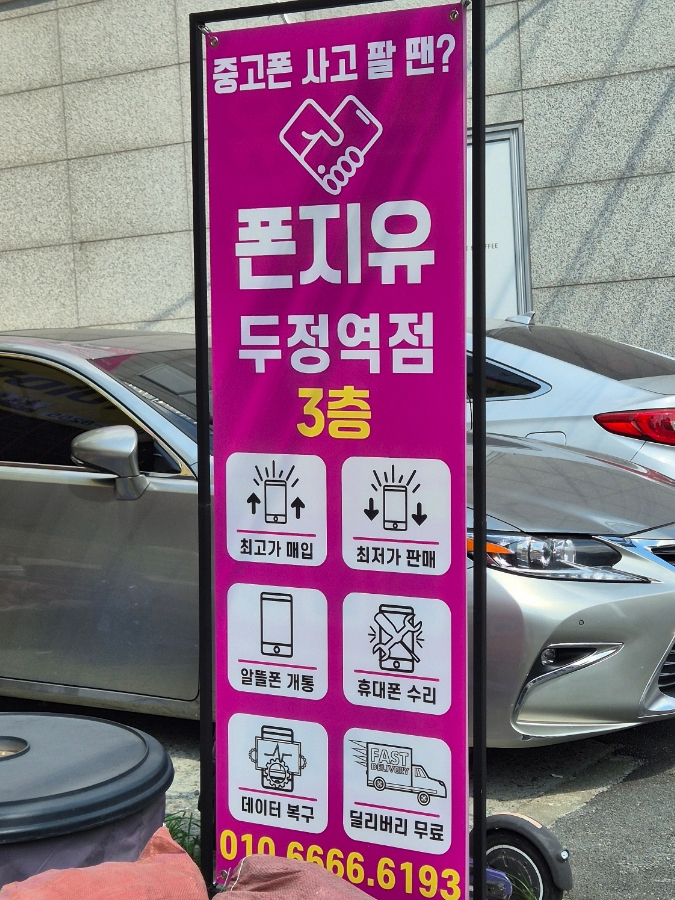 중고폰 사고 팔 땐?
폰지유
두정역점
3층
최고가 매입
최저가 판매
알뜰폰 개통
휴대폰 수리
데이터 복구
FAST
DELIVERY
딜리버리 무료
010.6666.6193